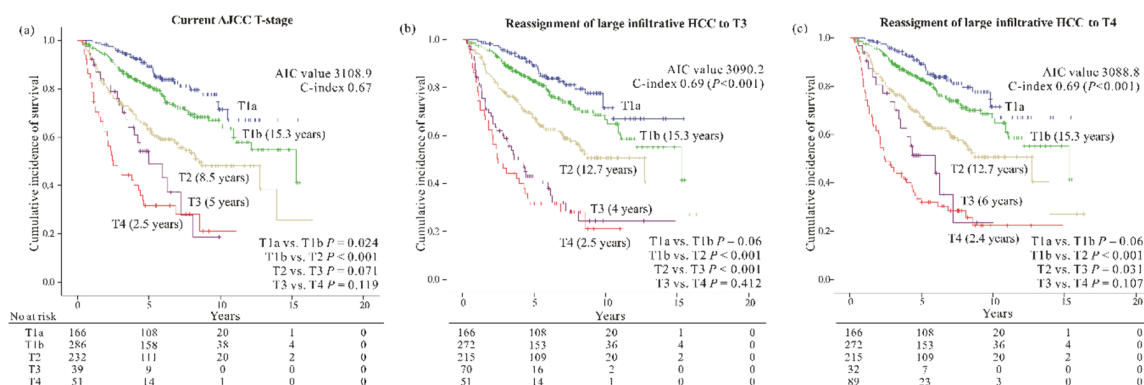 Current AJCC T-stage
(a)
Cumulative incidence of survival
1.0
0.8
0.6
0.4
0.2
0.0
AIC value 3108.9
C-index 0.67
T1a
T1b (15.3 years)
T2 (8.5 years)
T3 (5 years)
T4 (2.5 years)
T1a vs. T1b P = 0.024
T1b vs. T2 P < 0.001
T2 vs. T3 P = 0.071
T3 vs. T4 P = 0.119
0 5 10 15 20
Years
No at risk
T1a 166 108 20 1 0
T1b 286 158 38 4 0
T2 232 111 20 2 0
T3 39 9 0 0 0
T4 51 14 1 0 0
Reassignment of large infiltrative HCC to T3
(b)
Cumulative incidence of survival
1.0
0.8
0.6
0.4
0.2
0.0
AIC value 3090.2
C-index 0.69 (P<0.001)
T1a
T1b (15.3 years)
T2 (12.7 years)
T3 (4 years)
T4 (2.5 years)
T1a vs. T1b P = 0.06
T1b vs. T2 P < 0.001
T2 vs. T3 P < 0.001
T3 vs. T4 P = 0.412
0 5 10 15 20
Years
166 108 20 1 0
272 153 36 4 0
215 109 20 2 0
70 16 2 0 0
51 14 1 0 0
Reassigment of large infiltrative HCC to T4
(c)
Cumulative incidence of survival
1.0
0.8
0.6
0.4
0.2
0.0
AIC value 3088.8
C-index 0.69 (P<0.001)
T1a
T1b (15.3 years)
T2 (12.7 years)
T3 (6 years)
T4 (2.4 years)
T1a vs. T1b P = 0.06
T1b vs. T2 P < 0.001
T2 vs. T3 P = 0.031
T3 vs. T4 P = 0.107
0 5 10 15 20
Years
166 108 20 1 0
272 153 36 4 0
215 109 20 2 0
32 7 0 0 0
89 23 3 0 0